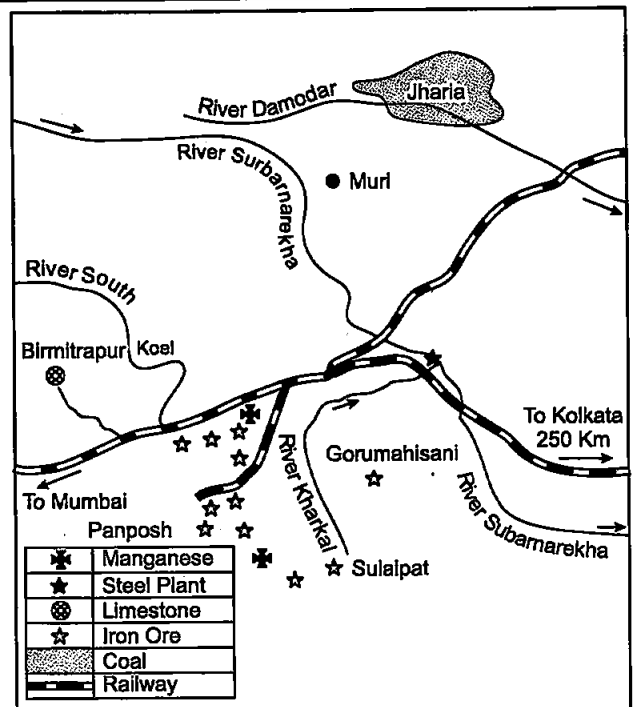 Jharia
River Damodar
River Surbarnarekha
Muri
River South
Koel
Birmitrapur
To Kolkata
250 Km
Gorumahisani
River Kharkai
River Subarnarekha
To Mumbai
Sulaipat
Panposh
Manganese
Steel Plant
Limestone
Iron Ore
Coal
Railway